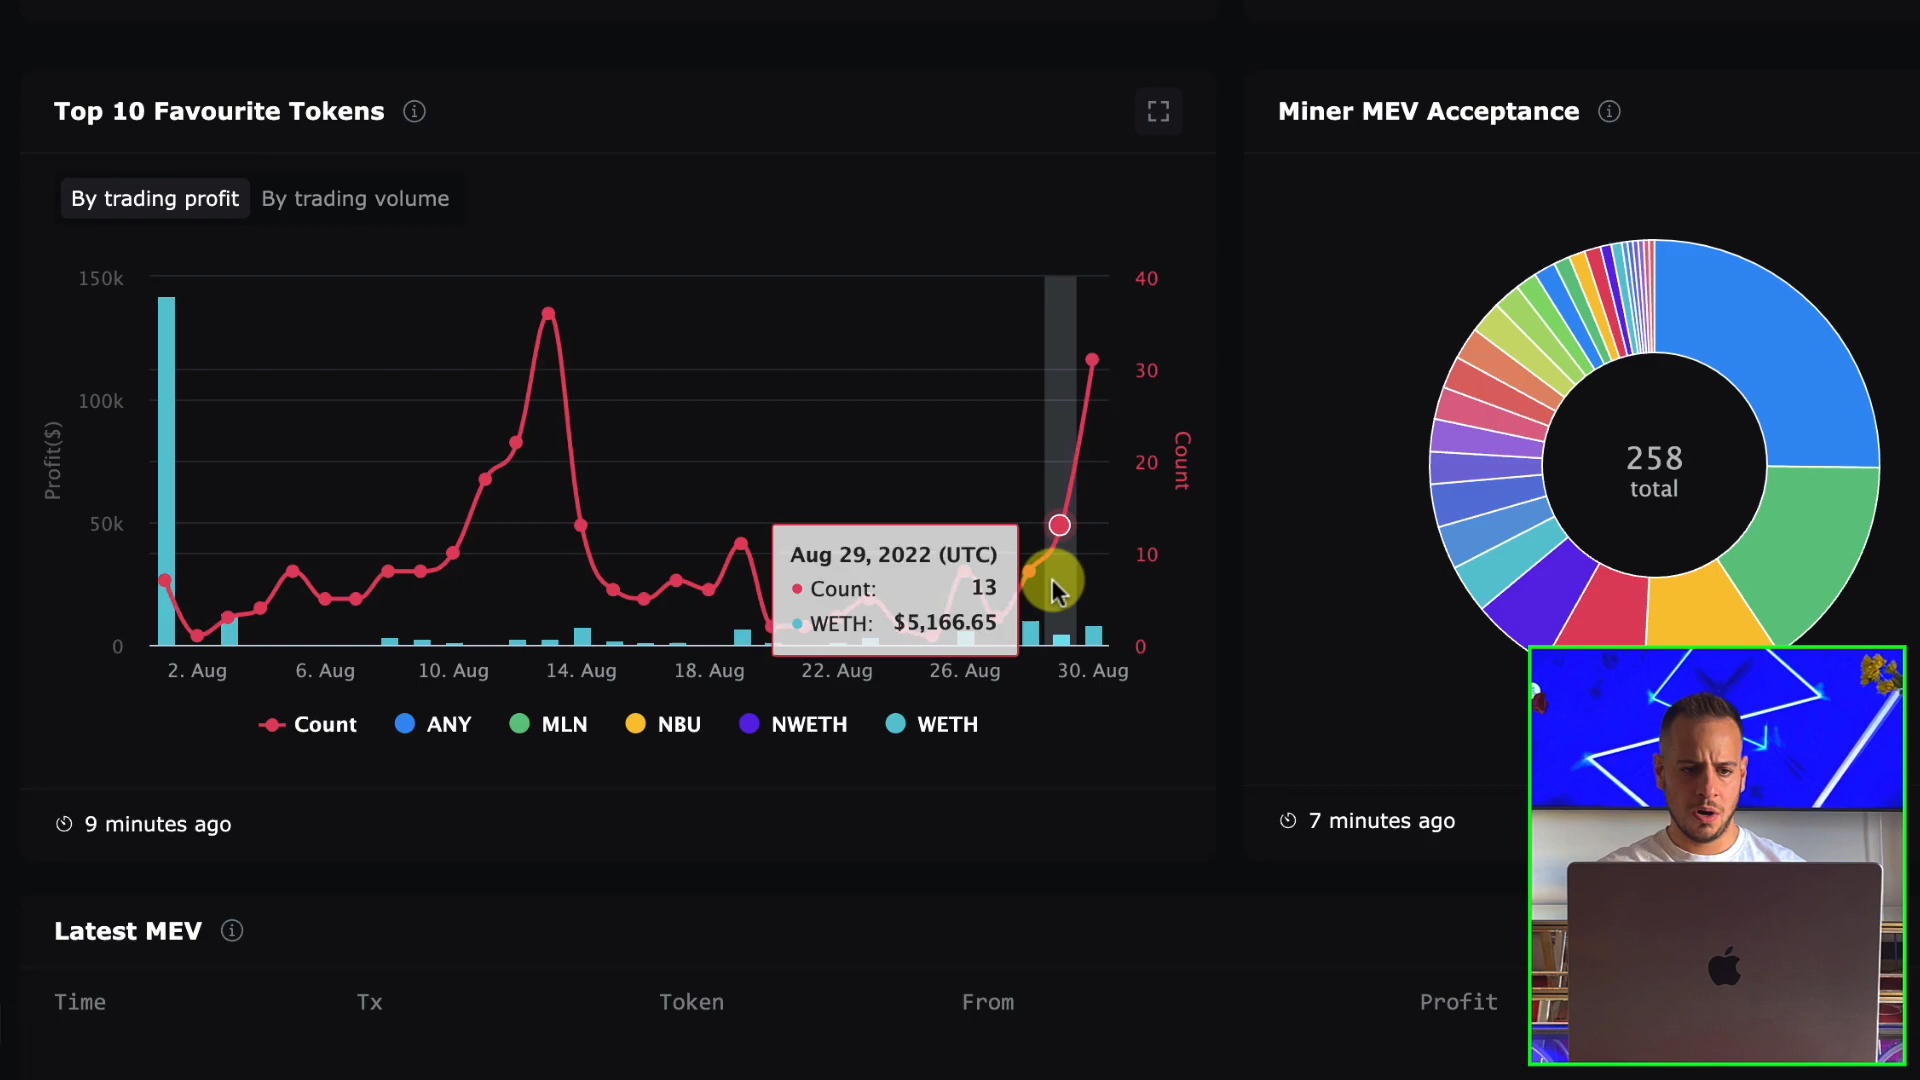 Top 10 Favourite Tokens
Miner MEV Acceptance
By trading profit By trading volume
150k
100k
50k
0
Profit($)
40
30
20
10
0
Count
Aug 29, 2022 (UTC)
Count: 13
WETH: $5,166.65
2. Aug 6. Aug 10. Aug 14. Aug 18. Aug 22. Aug 26. Aug 30. Aug
Count ANY MLN NBU NWETH WETH
258
total
9 minutes ago
7 minutes ago
Latest MEV
Time Tx Token From Profit